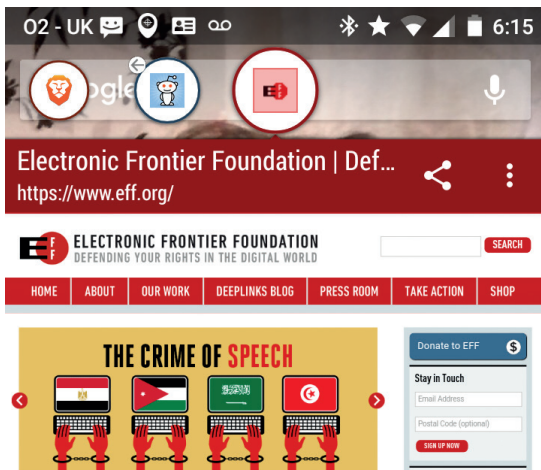 O2 - UK 6:15
ogle
Electronic Frontier Foundation | Def...
https://www.eff.org/
EFF ELECTRONIC FRONTIER FOUNDATION
DEFENDING YOUR RIGHTS IN THE DIGITAL WORLD
SEARCH
HOME ABOUT OUR WORK DEEPLINKS BLOG PRESS ROOM TAKE ACTION SHOP
THE CRIME OF SPEECH
Donate to EFF $
Stay in Touch
Email Address
Postal Code (optional)
SIGN UP NOW